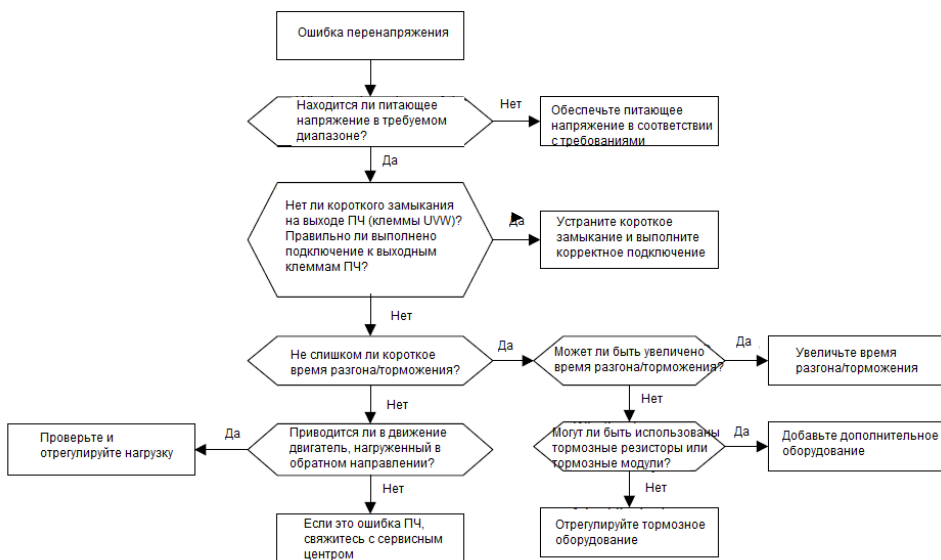 Ошибка перенапряжения
Находится ли питающее
напряжение в требуемом
диапазоне?
Нет
Обеспечьте питающее
напряжение в соответствии
с требованиями
Да
Нет ли короткого замыкания
на выходе ПЧ (клеммы UVW)?
Правильно ли выполнено
подключение к выходным
клеммам ПЧ?
Да
Устраните короткое
замыкание и выполните
корректное подключение
Нет
Не слишком ли короткое
время разгона/торможения?
Да
Может ли быть увеличено
время разгона/торможения?
Да
Увеличьте время
разгона/торможения
Нет
Нет
Проверьте и
отрегулируйте нагрузку
Да
Приводится ли в движение
двигатель, нагруженный в
обратном направлении?
Могут ли быть использованы
тормозные резисторы или
тормозные модули?
Да
Добавьте дополнительное
оборудование
Нет
Нет
Если это ошибка ПЧ,
свяжитесь с сервисным
центром
Отрегулируйте тормозное
оборудование